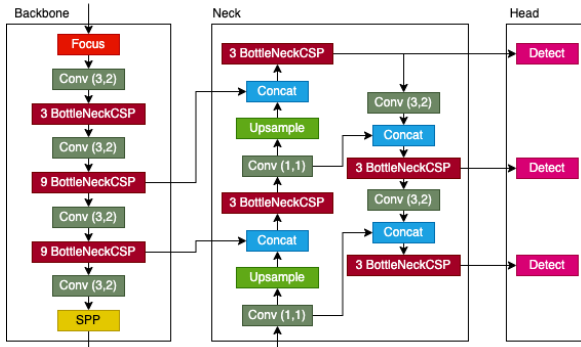 Backbone
Focus
Conv (3,2)
3 BottleNeckCSP
Conv (3,2)
9 BottleNeckCSP
Conv (3,2)
9 BottleNeckCSP
Conv (3,2)
SPP
Neck
3 BottleNeckCSP
Concat
Upsample
Conv (1,1)
3 BottleNeckCSP
Concat
Upsample
Conv (1,1)
Conv (3,2)
Concat
3 BottleNeckCSP
Conv (3,2)
Concat
3 BottleNeckCSP
Head
Detect
Detect
Detect